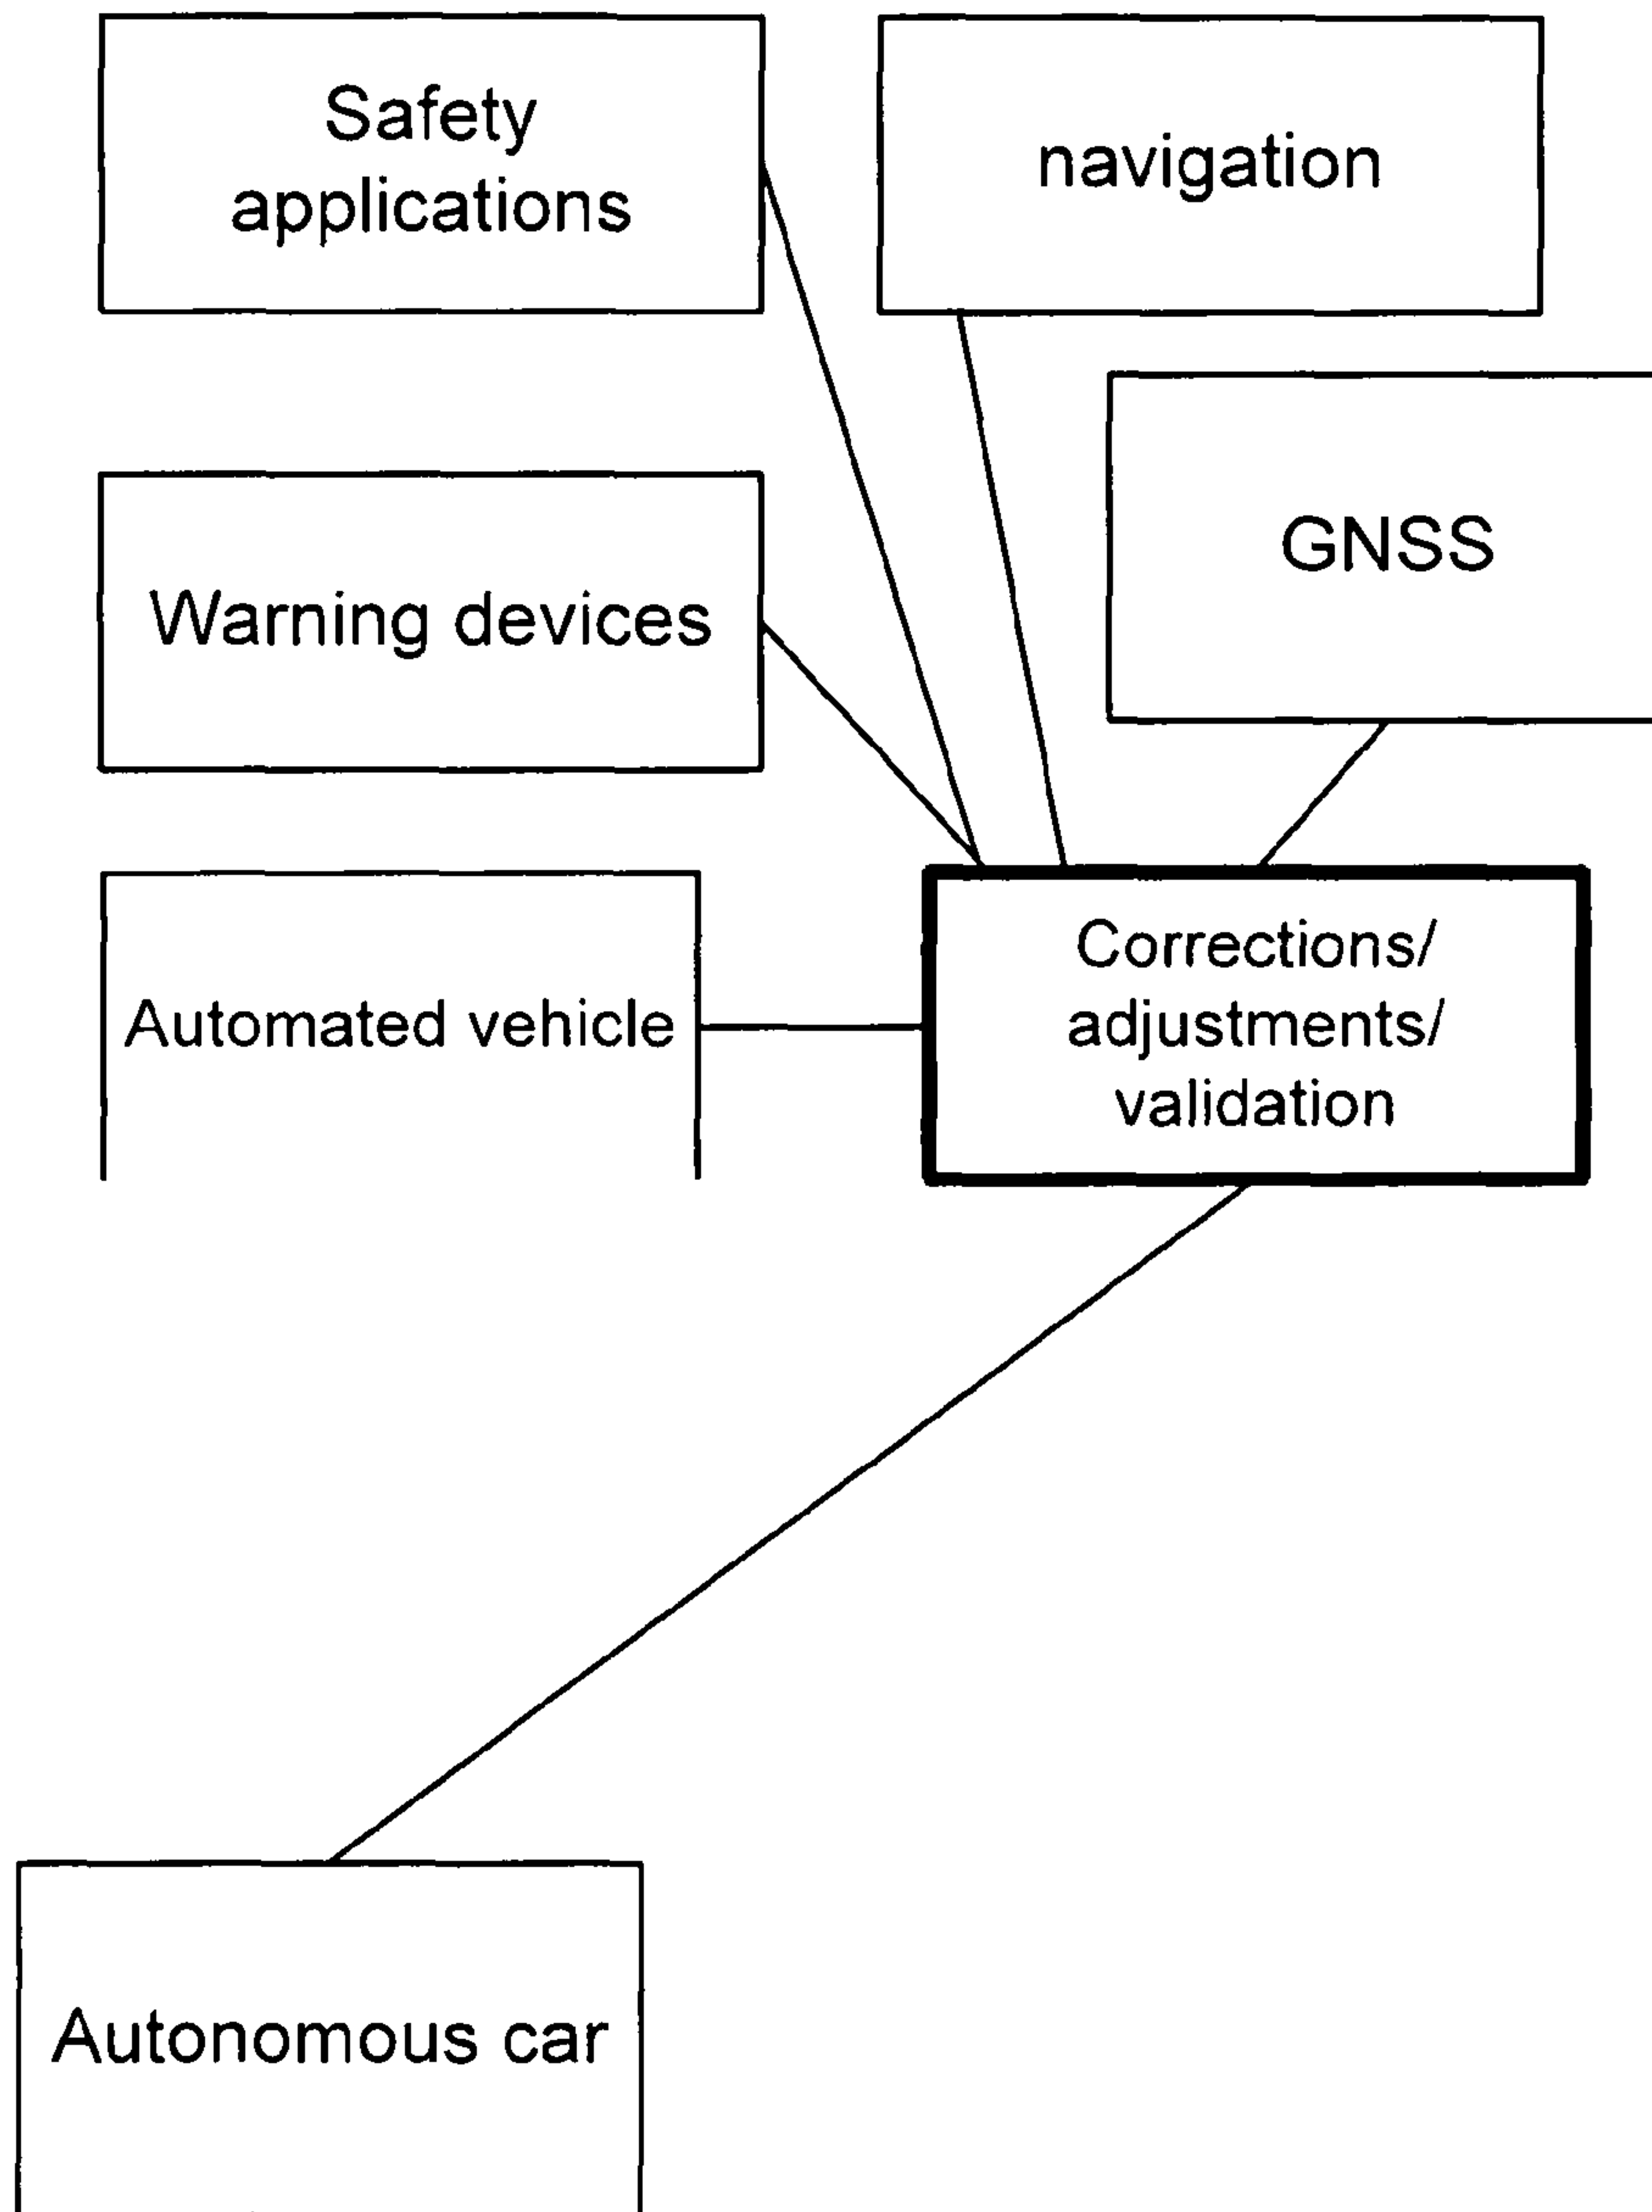 Safety
applications
navigation
GNSS
Warning devices
Automated vehicle
Corrections/
adjustments/
validation
Autonomous car